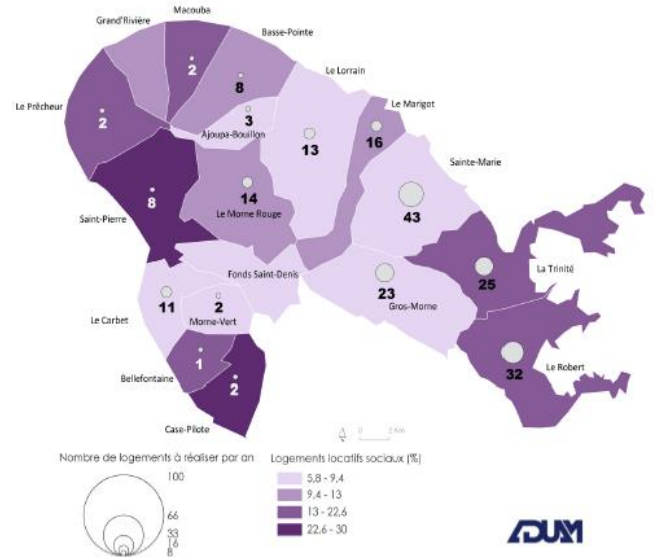 Macouba
Grand'Rivière
Basse-Pointe
2
Le Lorrain
8
Le Prêcheur
2
3
Le Marigot
Ajoupa-Bouillon
13
16
Sainte-Marie
8
14
43
Saint-Pierre
Le Morne Rouge
La Trinité
25
Fonds Saint-Denis
23
Gros-Morne
11
2
Le Carbet
Morne-Vert
32
Le Robert
1
Bellefontaine
2
Case-Pilote
0 2 Km
Nombre de logements à réaliser par an
100
66
33
16
8
Logements locatifs sociaux (%)
5,8 - 9,4
9,4 - 13
13 - 22,6
22,6 - 30
ADUAM